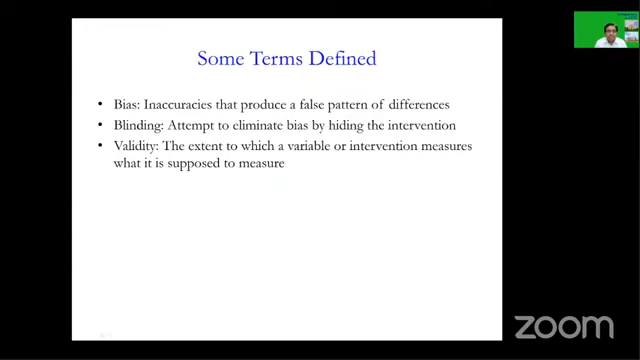 Some Terms Defined
• Bias: Inaccuracies that produce a false pattern of differences
• Blinding: Attempt to eliminate bias by hiding the intervention
• Validity: The extent to which a variable or intervention measures
what it is supposed to measure
zoom